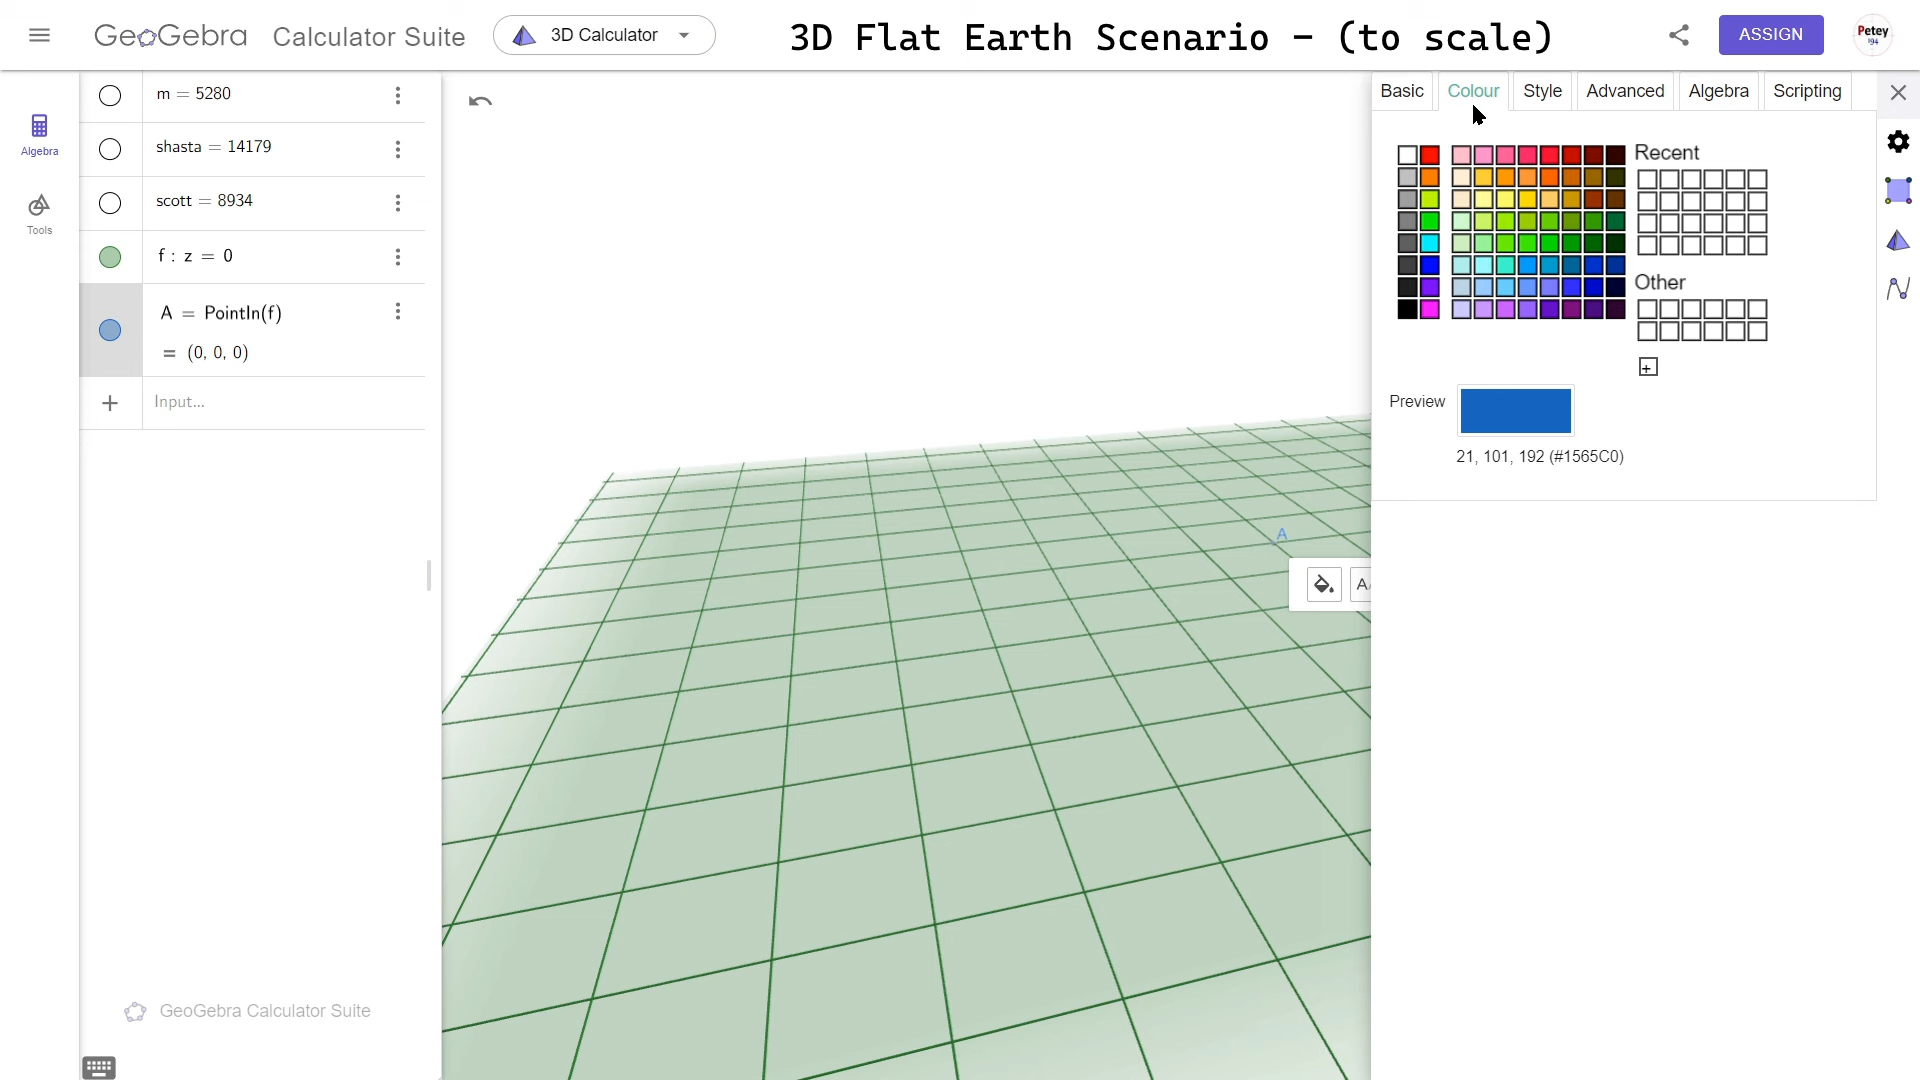 GeoGebra Calculator Suite
3D Calculator
3D Flat Earth Scenario – (to scale)
ASSIGN
Petey
'94
Algebra
Tools
m = 5280
shasta = 14179
scott = 8934
f : z = 0
A = PointIn(f)
= (0, 0, 0)
+ Input...
GeoGebra Calculator Suite
A
A
Basic Colour Style Advanced Algebra Scripting
Recent
Other
+
Preview
21, 101, 192 (#1565C0)